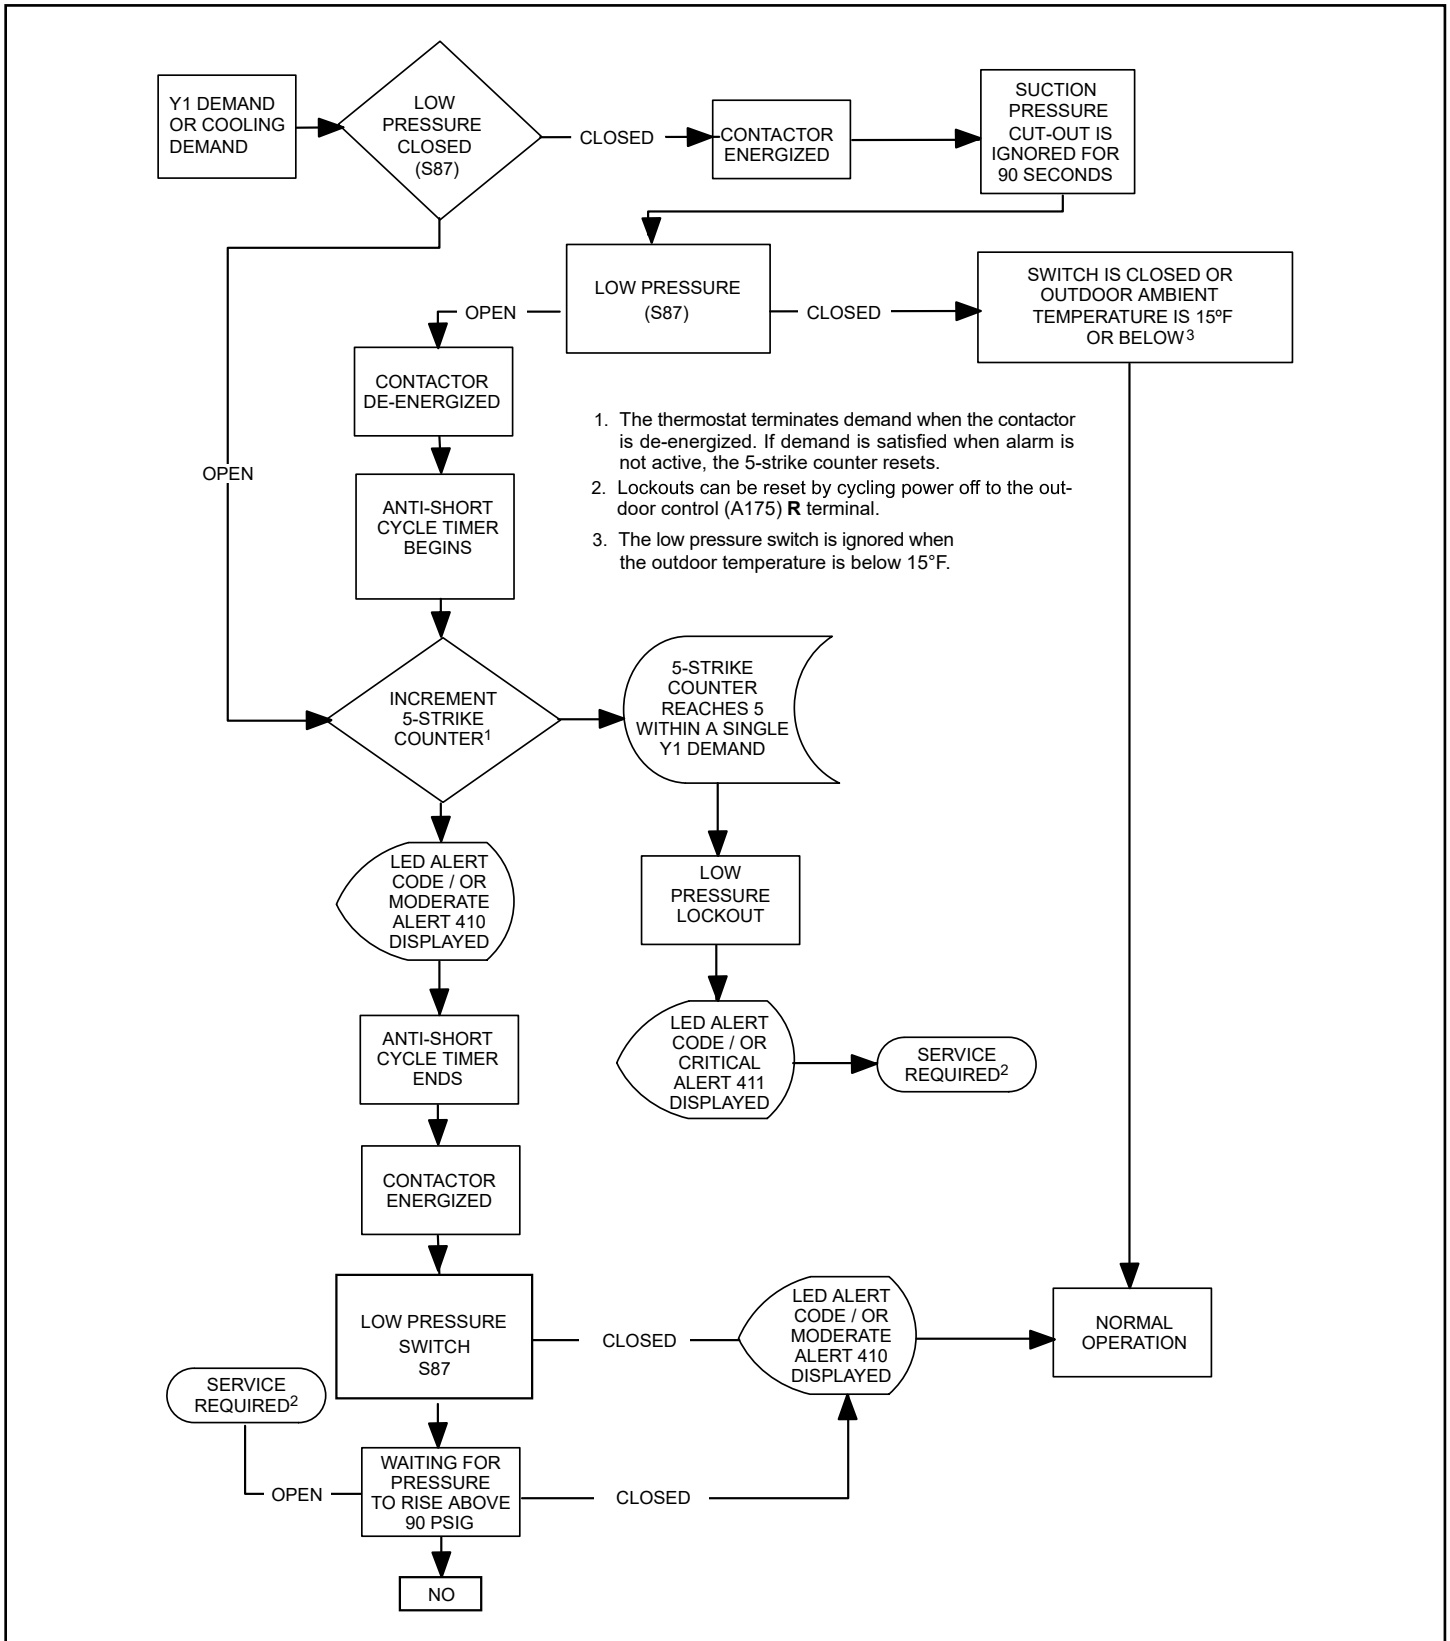 Y1 DEMAND
OR COOLING
DEMAND
LOW
PRESSURE
CLOSED
(S87)
CLOSED
CONTACTOR
ENERGIZED
SUCTION
PRESSURE
CUT-OUT IS
IGNORED FOR
90 SECONDS
LOW PRESSURE
(S87)
OPEN
CLOSED
SWITCH IS CLOSED OR
OUTDOOR AMBIENT
TEMPERATURE IS 15ºF
OR BELOW3
CONTACTOR
DE-ENERGIZED
OPEN
ANTI-SHORT
CYCLE TIMER
BEGINS
1. The thermostat terminates demand when the contactor
is de-energized. If demand is satisfied when alarm is
not active, the 5-strike counter resets.
2. Lockouts can be reset by cycling power off to the out-
door control (A175) R terminal.
3. The low pressure switch is ignored when
the outdoor temperature is below 15°F.
INCREMENT
5-STRIKE
COUNTER1
5-STRIKE
COUNTER
REACHES 5
WITHIN A SINGLE
Y1 DEMAND
LED ALERT
CODE / OR
MODERATE
ALERT 410
DISPLAYED
LOW
PRESSURE
LOCKOUT
ANTI-SHORT
CYCLE TIMER
ENDS
LED ALERT
CODE / OR
CRITICAL
ALERT 411
DISPLAYED
SERVICE
REQUIRED2
CONTACTOR
ENERGIZED
LOW PRESSURE
SWITCH
S87
CLOSED
LED ALERT
CODE / OR
MODERATE
ALERT 410
DISPLAYED
NORMAL
OPERATION
SERVICE
REQUIRED2
OPEN
WAITING FOR
PRESSURE
TO RISE ABOVE
90 PSIG
CLOSED
NO